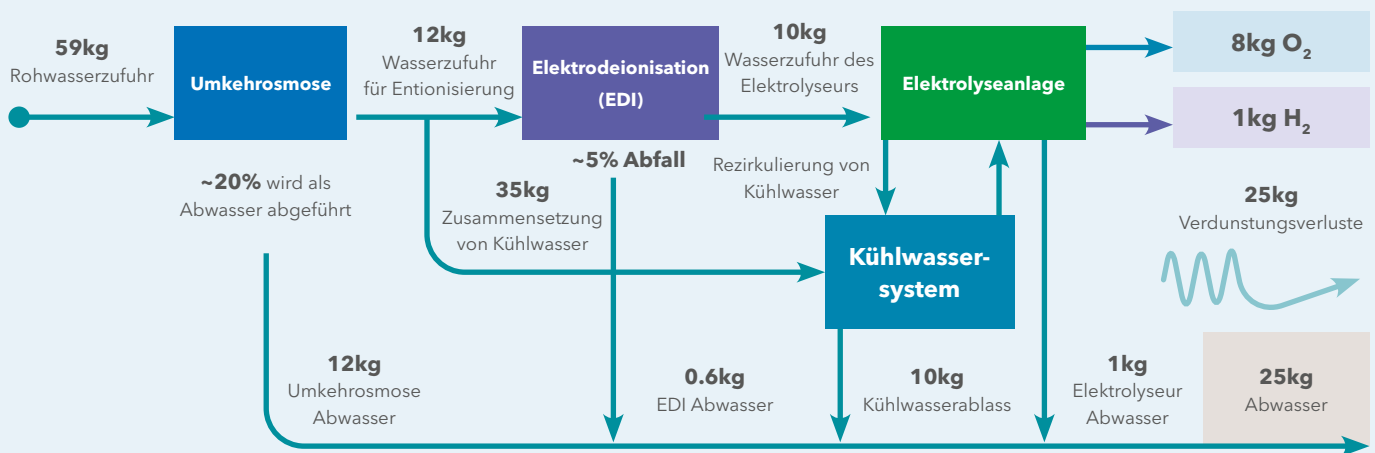 59kg
Rohwasserzufuhr
Umkehrosmose
~20% wird als
Abwasser abgeführt
12kg
Wasserzufuhr
für Entionisierung
35kg
Zusammensetzung
von Kühlwasser
Elektrodeionisation
(EDI)
~5% Abfall
10kg
Wasserzufuhr des
Elektrolyseurs
Rezirkulierung von
Kühlwasser
Elektrolyseanlage
Kühlwasser-
system
8kg O₂
1kg H₂
25kg
Verdunstungsverluste
12kg
Umkehrosmose
Abwasser
0.6kg
EDI Abwasser
10kg
Kühlwasserablass
1kg
Elektrolyseur
Abwasser
25kg
Abwasser